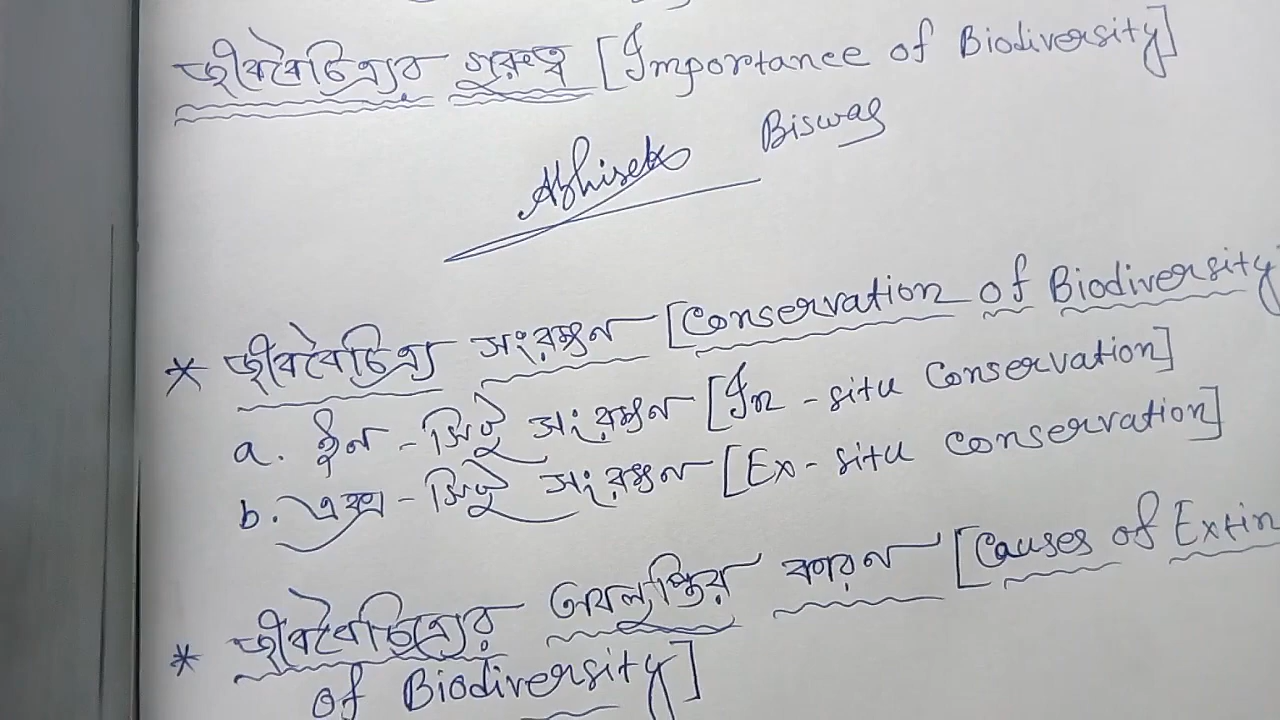 জীববৈচিত্র্যর গুরুত্ব [Importance of Biodiversity]
Abhisek Biswas
* জীববৈচিত্র্য সংরক্ষণ [Conservation of Biodiversity
a. ইন - সিটু সংরক্ষণ [In - situ Conservation]
b. এক্স - সিটু সংরক্ষণ [Ex - situ conservation]
* জীববৈচিত্র্যের অবলুপ্তির কারণ [Causes of Extin
of Biodiversity]